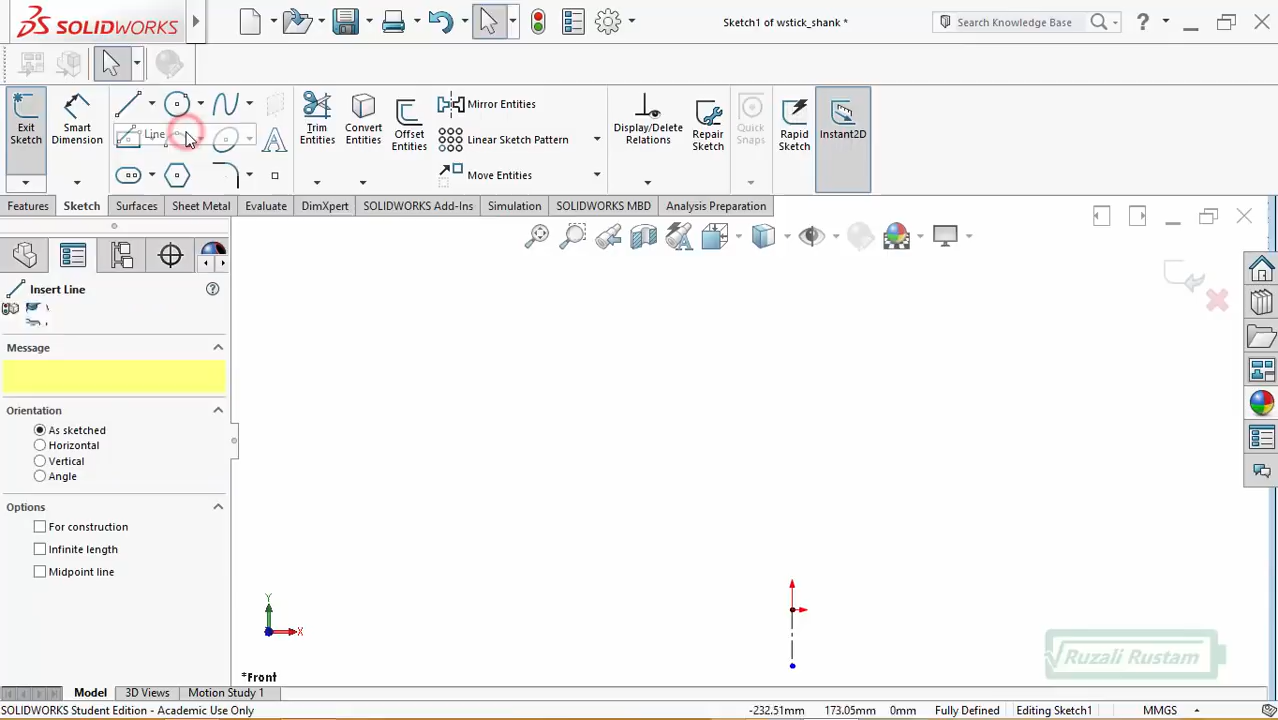 SOLIDWORKS
Sketch1 of wstick_shank *
Search Knowledge Base
Exit Sketch
Smart Dimension
Line
Trim Entities
Convert Entities
Offset Entities
Mirror Entities
Linear Sketch Pattern
Move Entities
Display/Delete Relations
Repair Sketch
Quick Snaps
Rapid Sketch
Instant2D
Features
Sketch
Surfaces
Sheet Metal
Evaluate
DimXpert
SOLIDWORKS Add-Ins
Simulation
SOLIDWORKS MBD
Analysis Preparation
Insert Line
Message
Orientation
As sketched
Horizontal
Vertical
Angle
Options
For construction
Infinite length
Midpoint line
Y
X
*Front
Ruzali Rustam
Model
3D Views
Motion Study 1
SOLIDWORKS Student Edition - Academic Use Only
-232.51mm
173.05mm
0mm
Fully Defined
Editing Sketch1
MMGS